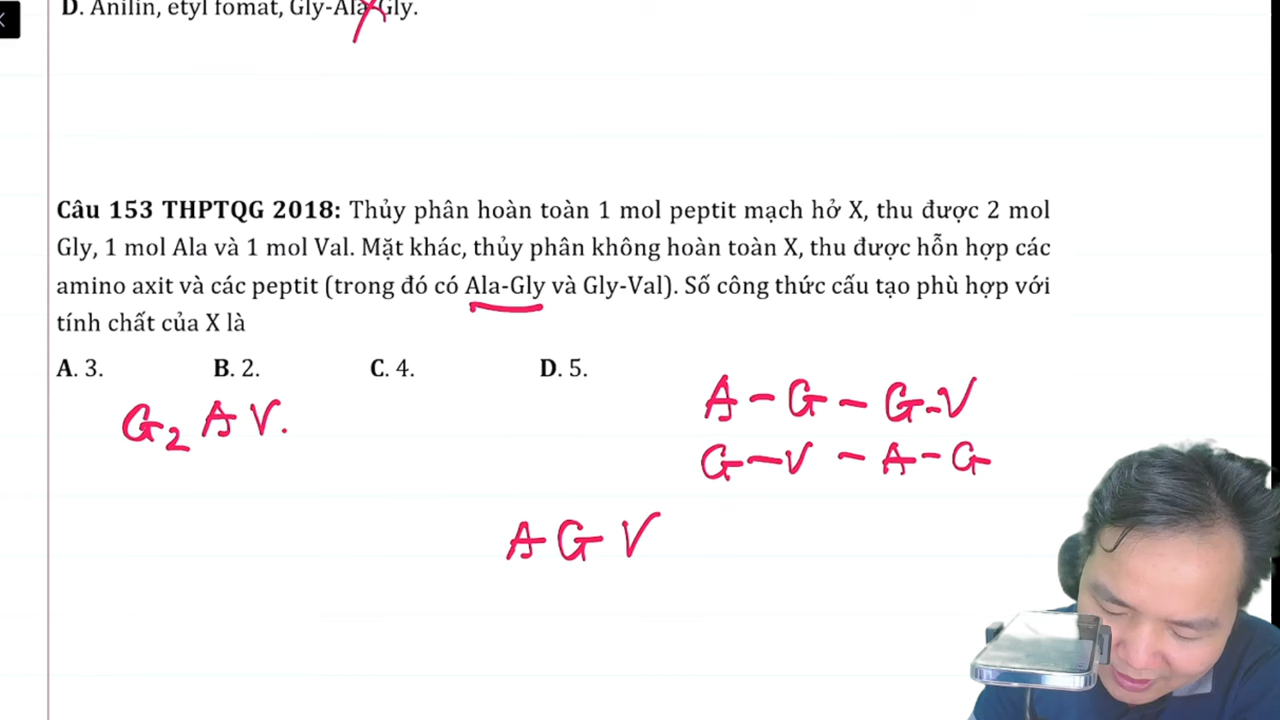 D. Anilin, etyl fomat, Gly-Ala-Gly.
Câu 153 THPTQG 2018: Thủy phân hoàn toàn 1 mol peptit mạch hở X, thu được 2 mol
Gly, 1 mol Ala và 1 mol Val. Mặt khác, thủy phân không hoàn toàn X, thu được hỗn hợp các
amino axit và các peptit (trong đó có Ala-Gly và Gly-Val). Số công thức cấu tạo phù hợp với
tính chất của X là
A. 3. B. 2. C. 4. D. 5.
A - G - G - V
G₂ A V.
G - V - A - G
A G V